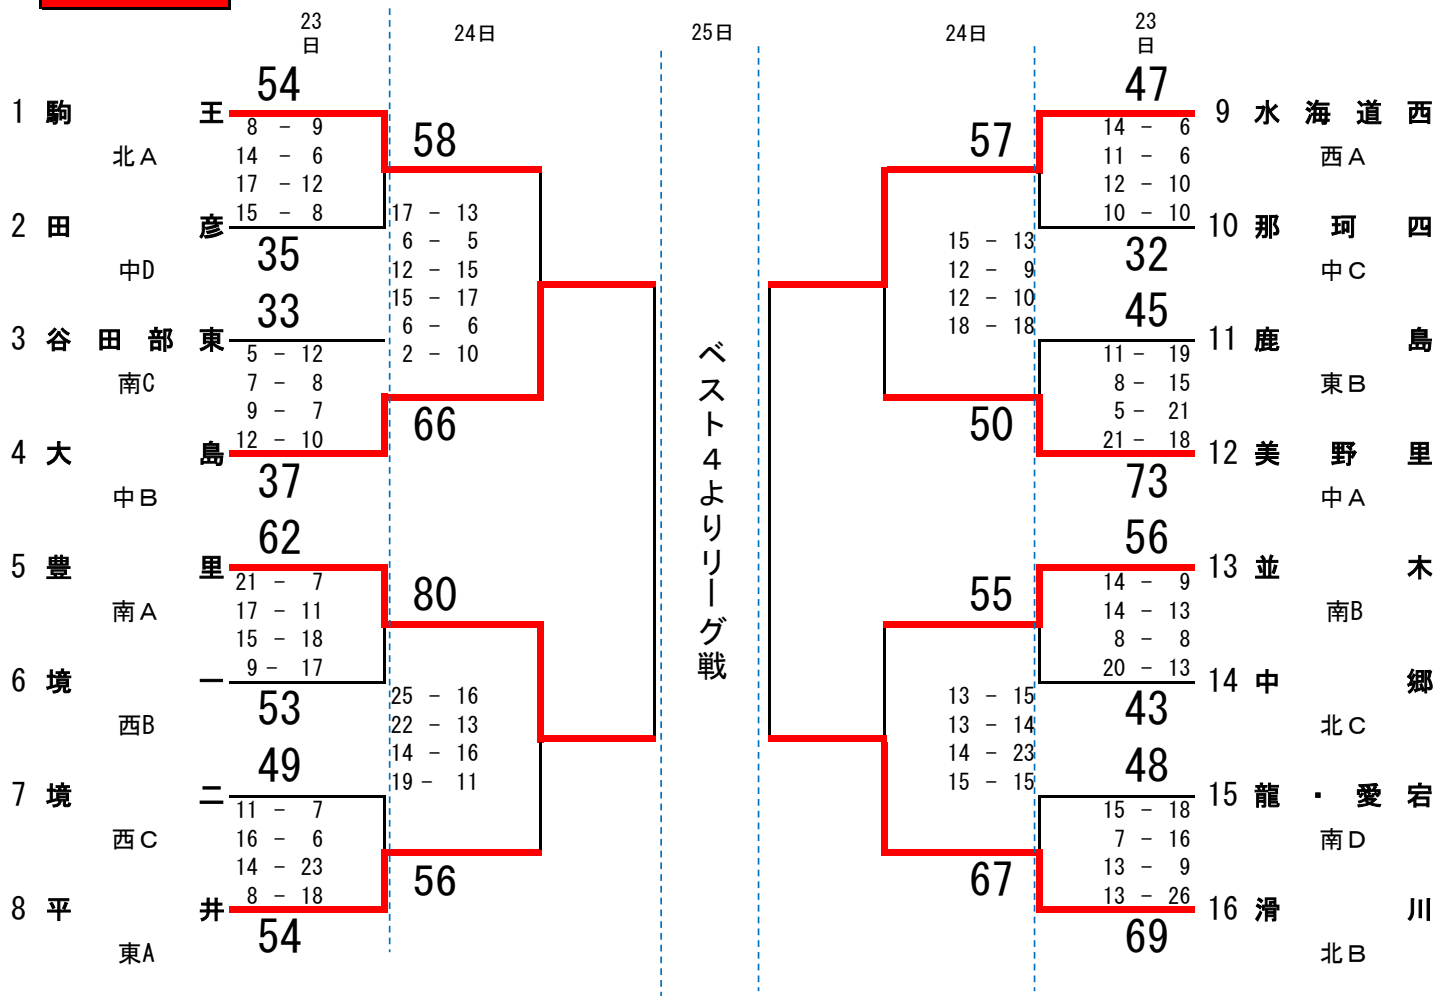 23
日
24日
25日
24日
23
日
54
1 駒 王
8 - 9
北A
14 - 6
17 - 12
15 - 8
2 田 彦
35
中D
33
3 谷 田 部 東
5 - 12
南C
7 - 8
9 - 7
12 - 10
4 大 島
37
中B
62
5 豊 里
21 - 7
南A
17 - 11
15 - 18
9 - 17
6 境 一
53
西B
49
7 境 二
11 - 7
西C
16 - 6
14 - 23
8 - 18
8 平 井
54
東A
58
17 - 13
6 - 5
12 - 15
15 - 17
6 - 6
2 - 10
66
80
25 - 16
22 - 13
14 - 16
19 - 11
56
ベスト4よりリーグ戦
57
15 - 13
12 - 9
12 - 10
18 - 18
50
55
13 - 15
13 - 14
14 - 23
15 - 15
67
47
9 水 海 道 西
14 - 6
西A
11 - 6
12 - 10
10 - 10
10 那 珂 四
32
中C
45
11 鹿 島
11 - 19
東B
8 - 15
5 - 21
21 - 18
12 美 野 里
73
中A
56
13 並 木
14 - 9
南B
14 - 13
8 - 8
20 - 13
14 中 郷
43
北C
48
15 龍 ・ 愛 宕
15 - 18
南D
7 - 16
13 - 9
13 - 26
16 滑 川
69
北B